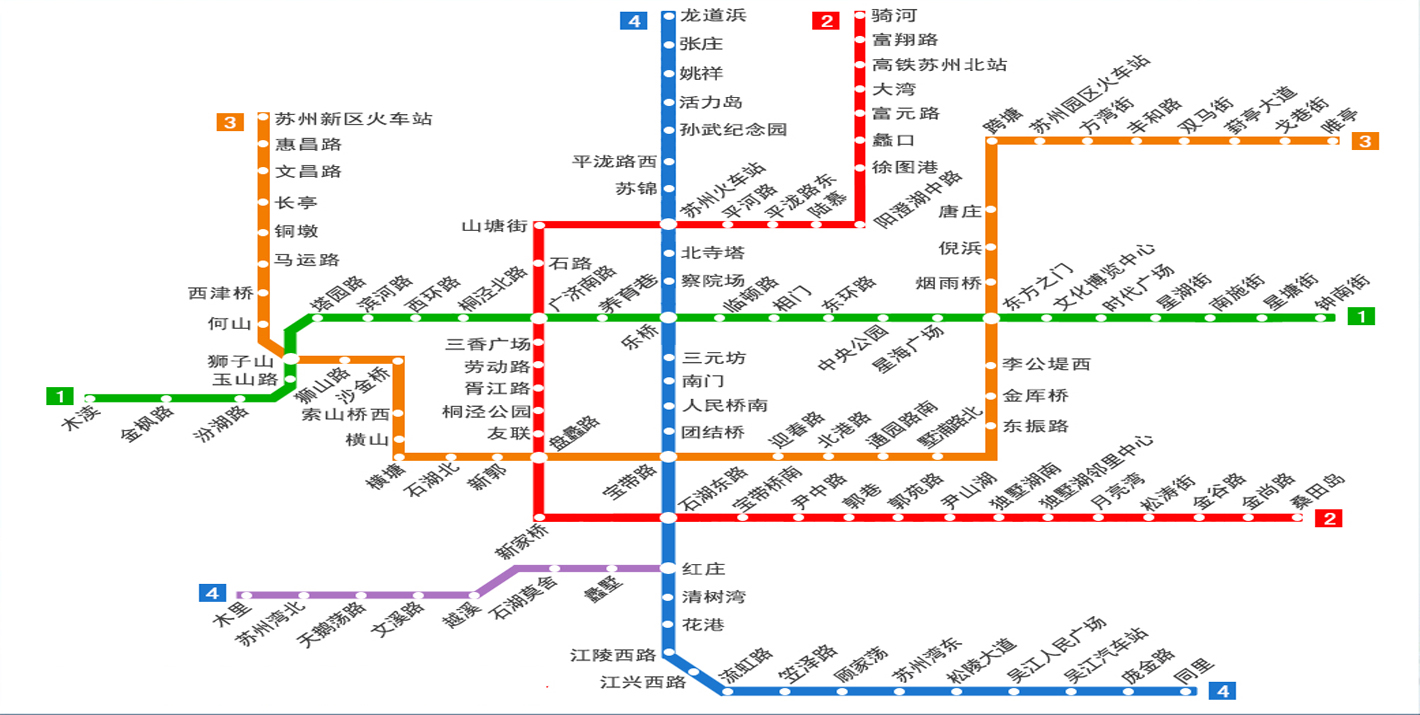 4
龙道浜
张庄
姚祥
活力岛
孙武纪念园
平泷路西
苏锦
苏州火车站
平河路
平泷路东
陆慕
阳澄湖中路
2
骑河
富翔路
高铁苏州北站
大湾
富元路
蠡口
徐图港
3
苏州新区火车站
惠昌路
文昌路
长亭
铜墩
马运路
西津桥
何山
狮子山
玉山路
跨塘
苏州园区火车站
方湾街
丰和路
双马街
葑亭大道
戈巷街
唯亭
3
唐庄
倪浜
烟雨桥
山塘街
石路
北寺塔
察院场
塔园路
滨河路
西环路
桐泾北路
广济南路
养育巷
乐桥
临顿路
相门
东环路
中央公园
星海广场
东方之门
文化博览中心
时代广场
星湖街
南施街
星塘街
钟南街
1
1
木渎
金枫路
汾湖路
狮山路
沙金桥
索山桥西
横山
横塘
石湖北
新郭
三香广场
劳动路
胥江路
桐泾公园
友联
盘蠡路
三元坊
南门
人民桥南
团结桥
宝带路
迎春路
北港路
通园路南
墅浦路北
李公堤西
金厍桥
东振路
新家桥
石湖东路
宝带桥南
尹中路
郭巷
郭苑路
尹山湖
独墅湖南
独墅湖邻里中心
月亮湾
松涛街
金谷路
金尚路
桑田岛
2
4
木里
苏州湾北
天鹅荡路
文溪路
越溪
石湖莫舍
蠡墅
红庄
清树湾
花港
江陵西路
江兴西路
流虹路
笠泽路
顾家荡
苏州湾东
松陵大道
吴江人民广场
吴江汽车站
庞金路
同里
4